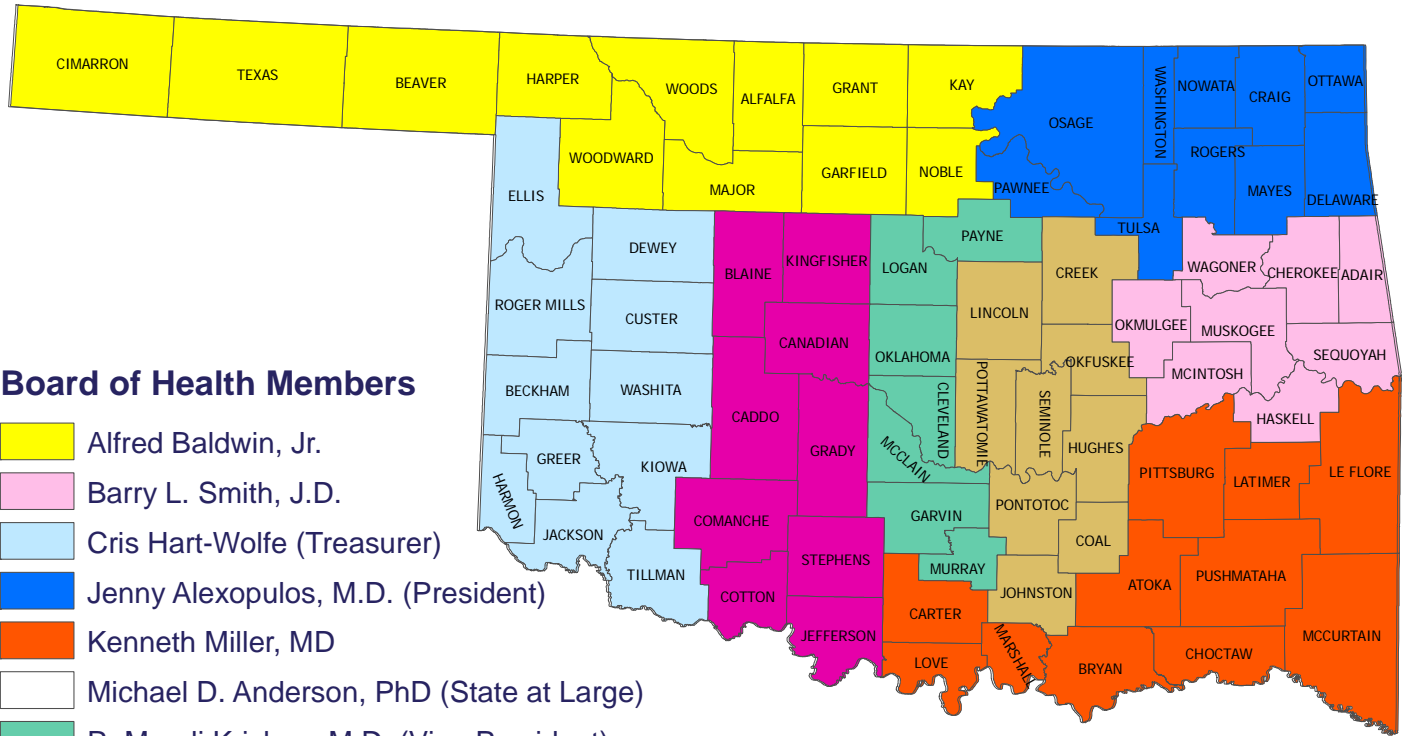 CIMARRON
TEXAS
BEAVER
HARPER
WOODS
ALFALFA
GRANT
KAY
OSAGE
WASHINGTON
NOWATA
CRAIG
OTTAWA
WOODWARD
MAJOR
GARFIELD
NOBLE
PAWNEE
ROGERS
MAYES
DELAWARE
ELLIS
DEWEY
BLAINE
KINGFISHER
LOGAN
PAYNE
CREEK
TULSA
WAGONER
CHEROKEE
ADAIR
ROGER MILLS
CUSTER
CANADIAN
OKLAHOMA
LINCOLN
OKFUSKEE
OKMULGEE
MUSKOGEE
SEQUOYAH
BECKHAM
WASHITA
CADDO
GRADY
CLEVELAND
MCCLAIN
POTTAWATOMIE
SEMINOLE
HUGHES
MCINTOSH
HASKELL
GREER
KIOWA
HARMON
JACKSON
TILLMAN
COMANCHE
COTTON
STEPHENS
JEFFERSON
GARVIN
MURRAY
PONTOTOC
COAL
JOHNSTON
PITTSBURG
LATIMER
LE FLORE
ATOKA
PUSHMATAHA
CARTER
LOVE
MARSHALL
BRYAN
CHOCTAW
MCCURTAIN
Board of Health Members
Alfred Baldwin, Jr.
Barry L. Smith, J.D.
Cris Hart-Wolfe (Treasurer)
Jenny Alexopulos, M.D. (President)
Kenneth Miller, MD
Michael D. Anderson, PhD (State at Large)